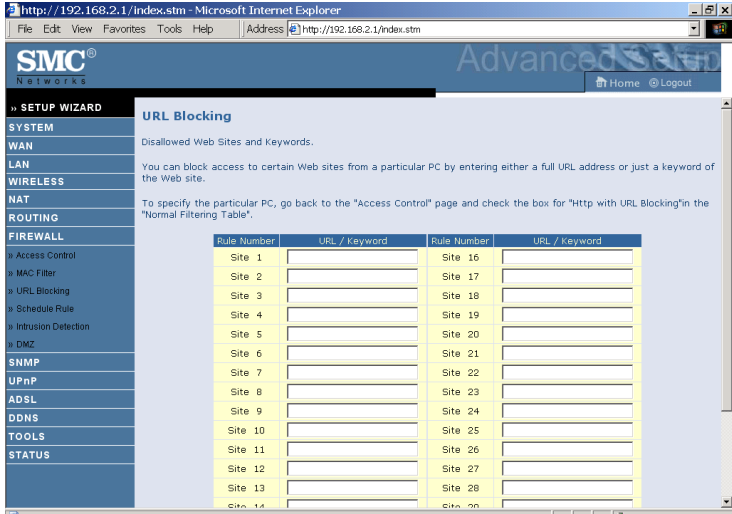 http://192.168.2.1/index.stm - Microsoft Internet Explorer
File Edit View Favorites Tools Help Address http://192.168.2.1/index.stm
SMC®
Networks
Advanced Setup
Home Logout
» SETUP WIZARD
SYSTEM
WAN
LAN
WIRELESS
NAT
ROUTING
FIREWALL
» Access Control
» MAC Filter
» URL Blocking
» Schedule Rule
» Intrusion Detection
» DMZ
SNMP
UPnP
ADSL
DDNS
TOOLS
STATUS
URL Blocking
Disallowed Web Sites and Keywords.
You can block access to certain Web sites from a particular PC by entering either a full URL address or just a keyword of
the Web site.
To specify the particular PC, go back to the "Access Control" page and check the box for "Http with URL Blocking"in the
"Normal Filtering Table".
Rule Number URL / Keyword Rule Number URL / Keyword
Site 1 Site 16
Site 2 Site 17
Site 3 Site 18
Site 4 Site 19
Site 5 Site 20
Site 6 Site 21
Site 7 Site 22
Site 8 Site 23
Site 9 Site 24
Site 10 Site 25
Site 11 Site 26
Site 12 Site 27
Site 13 Site 28
Site 14 Site 29